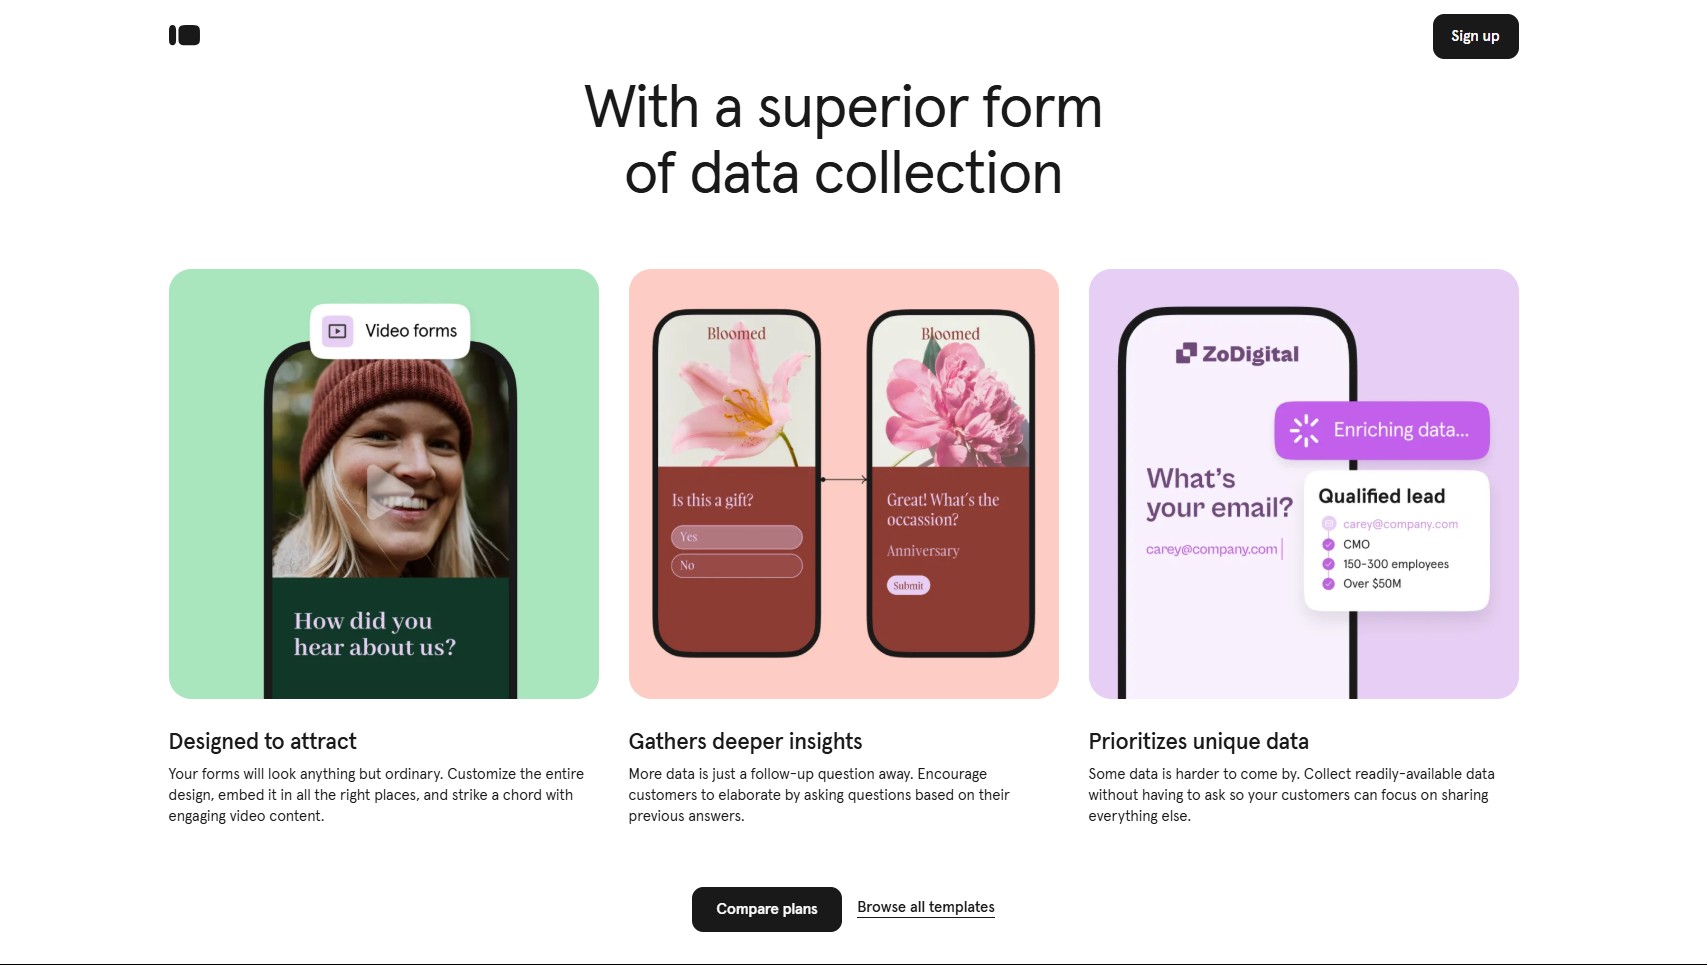 Sign up
With a superior form
of data collection
Video forms
How did you
hear about us?
Bloomed
Is this a gift?
Yes
No
Bloomed
Great! What's the
occassion?
Anniversary
Submit
ZoDigital
What's
your email?
carey@company.com
Enriching data...
Qualified lead
carey@company.com
CMO
150-300 employees
Over $50M
Designed to attract
Your forms will look anything but ordinary. Customize the entire
design, embed it in all the right places, and strike a chord with
engaging video content.
Gathers deeper insights
More data is just a follow-up question away. Encourage
customers to elaborate by asking questions based on their
previous answers.
Prioritizes unique data
Some data is harder to come by. Collect readily-available data
without having to ask so your customers can focus on sharing
everything else.
Compare plans
Browse all templates